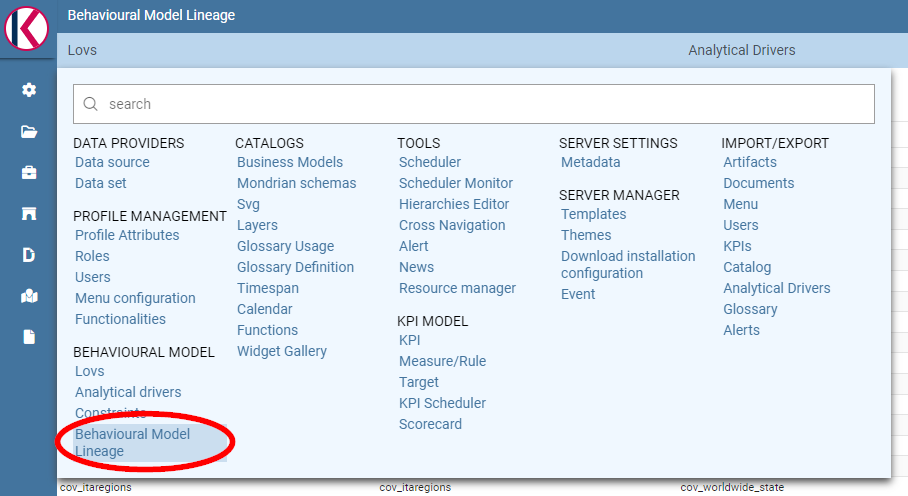 Behavioural Model Lineage
Lovs
Analytical Drivers
search
DATA PROVIDERS
Data source
Data set
PROFILE MANAGEMENT
Profile Attributes
Roles
Users
Menu configuration
Functionalities
BEHAVIOURAL MODEL
Lovs
Analytical drivers
Constraints
Behavioural Model
Lineage
CATALOGS
Business Models
Mondrian schemas
Svg
Layers
Glossary Usage
Glossary Definition
Timespan
Calendar
Functions
Widget Gallery
TOOLS
Scheduler
Scheduler Monitor
Hierarchies Editor
Cross Navigation
Alert
News
Resource manager
KPI MODEL
KPI
Measure/Rule
Target
KPI Scheduler
Scorecard
SERVER SETTINGS
Metadata
SERVER MANAGER
Templates
Themes
Download installation
configuration
Event
IMPORT/EXPORT
Artifacts
Documents
Menu
Users
KPIs
Catalog
Analytical Drivers
Glossary
Alerts
cov_itaregions
cov_itaregions
cov_worldwide_state